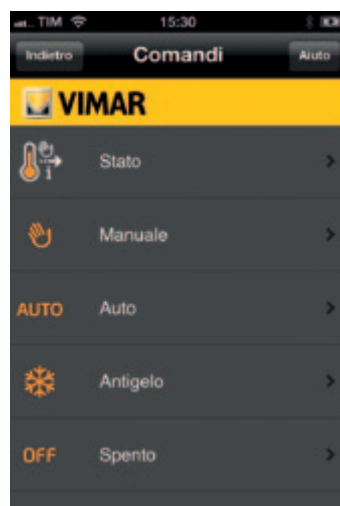 TIM 15:30
Indietro Comandi Aiuto
VIMAR
i Stato
Manuale
AUTO Auto
Antigelo
OFF Spento